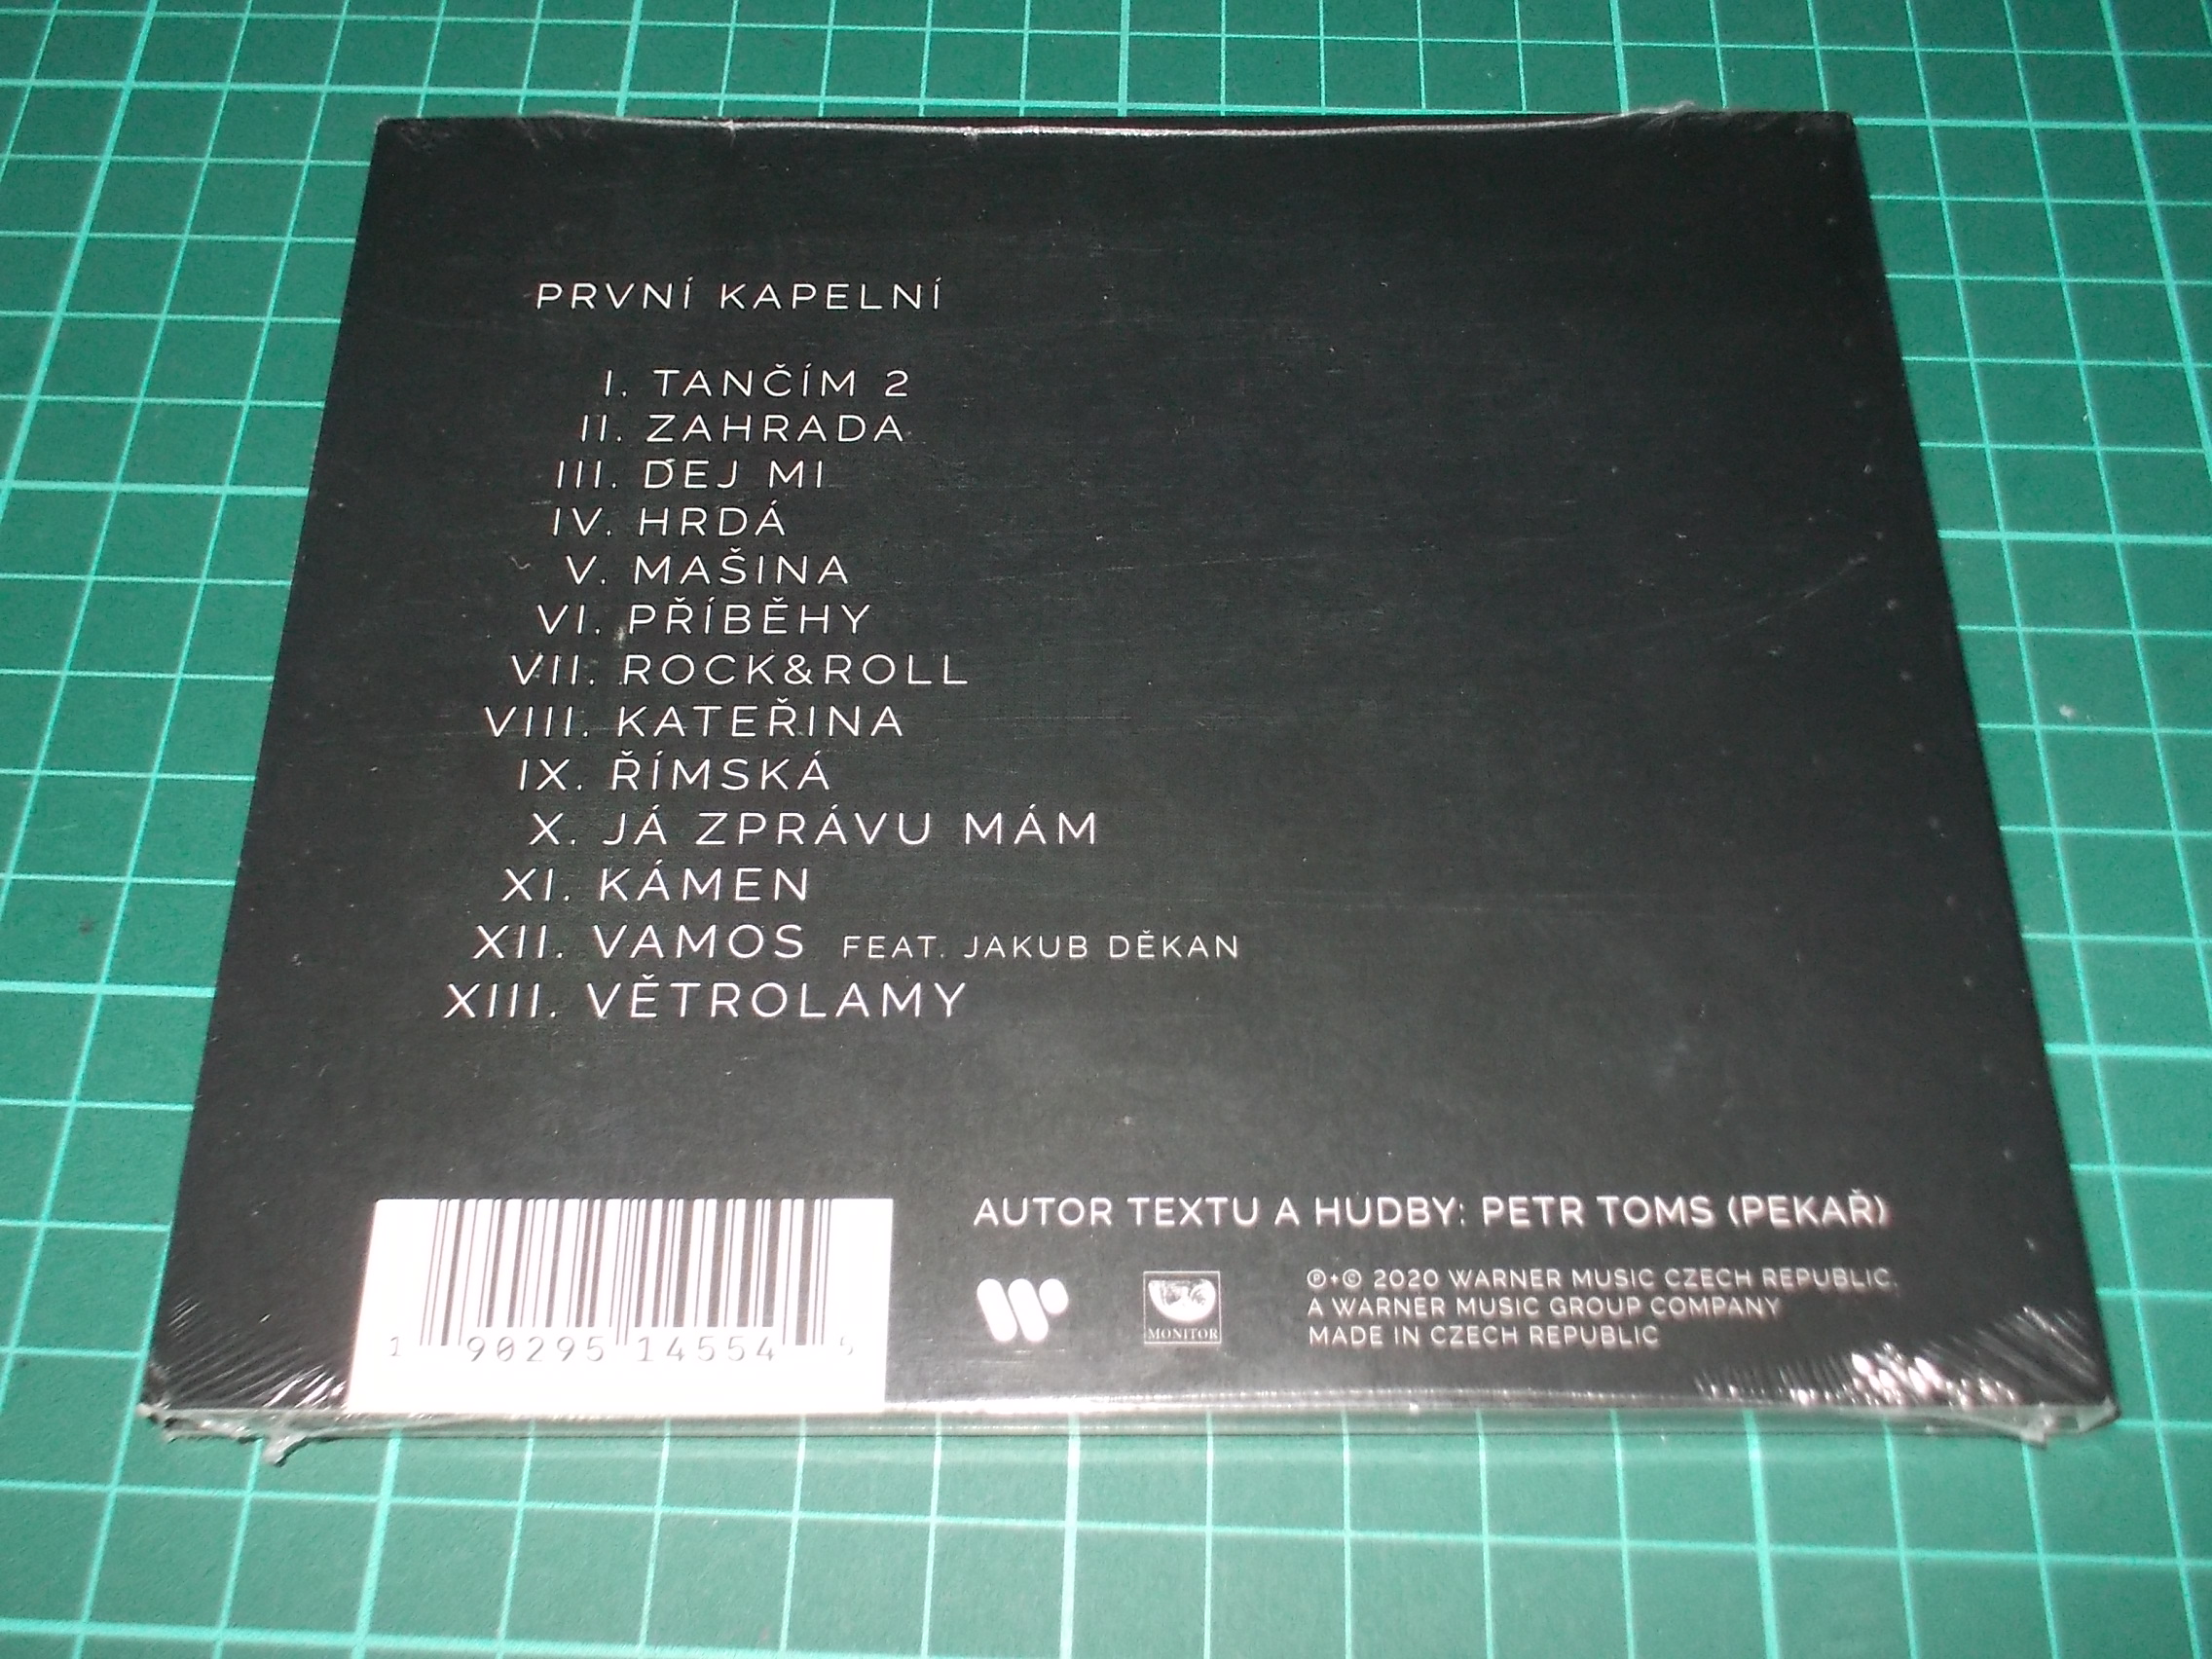 PRVNÍ KAPELNÍ
I. TANČÍM 2
II. ZAHRADA
III. DEJ MI
IV. HRDÁ
V. MAŠINA
VI. PŘÍBĚHY
VII. ROCK&ROLL
VIII. KATEŘINA
IX. ŘÍMSKÁ
X. JÁ ZPRÁVU MÁM
XI. KÁMEN
XII. VAMOS FEAT. JAKUB DĚKAN
XIII. VĚTROLAMY
AUTOR TEXTU A HUDBY: PETR TOMS (PEKAŘ)
℗+© 2020 WARNER MUSIC CZECH REPUBLIC,
A WARNER MUSIC GROUP COMPANY
MADE IN CZECH REPUBLIC
MONITOR
1 90295 14554 5